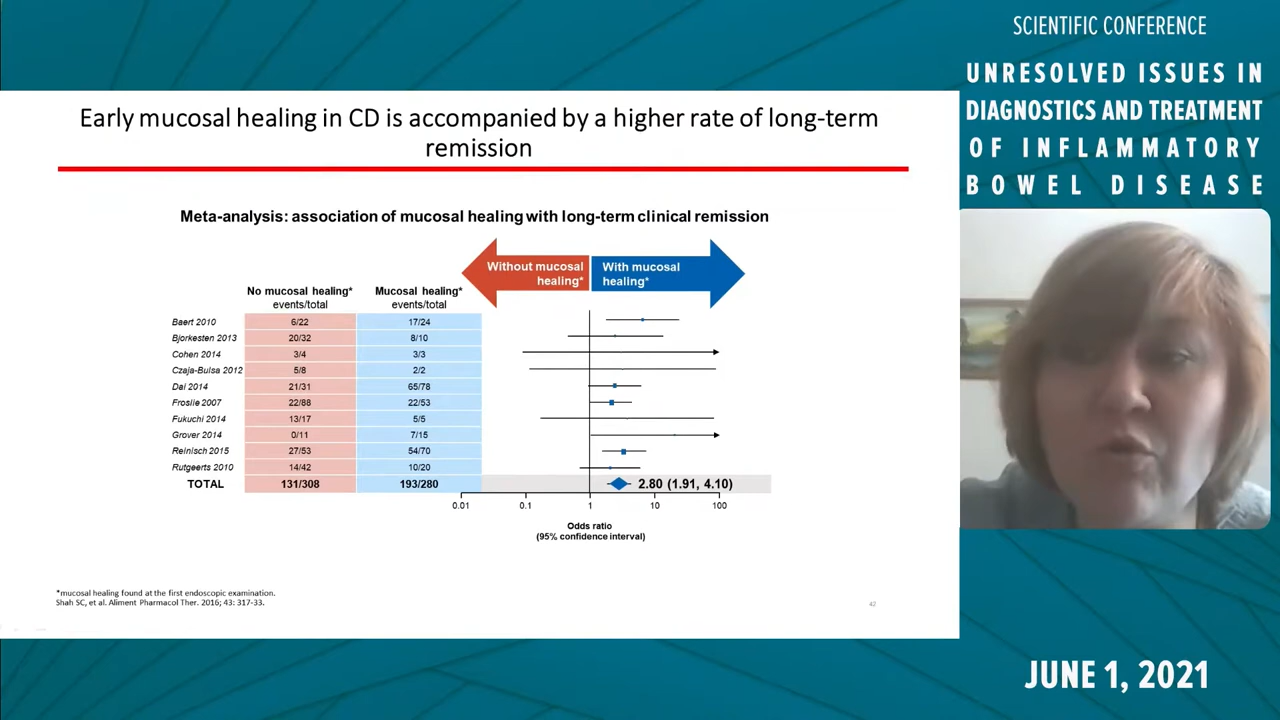 SCIENTIFIC CONFERENCE
UNRESOLVED ISSUES IN
DIAGNOSTICS AND TREATMENT
OF INFLAMMATORY
BOWEL DISEASE
Early mucosal healing in CD is accompanied by a higher rate of long-term
remission
Meta-analysis: association of mucosal healing with long-term clinical remission
Without mucosal
healing*
With mucosal
healing*
No mucosal healing*
events/total
Mucosal healing*
events/total
Baert 2010 6/22 17/24
Bjorkesten 2013 20/32 8/10
Cohen 2014 3/4 3/3
Czaja-Bulsa 2012 5/8 2/2
Dai 2014 21/31 65/78
Froslie 2007 22/88 22/53
Fukuchi 2014 13/17 5/5
Grover 2014 0/11 7/15
Reinisch 2015 27/53 54/70
Rutgeerts 2010 14/42 10/20
TOTAL 131/308 193/280 2.80 (1.91, 4.10)
0.01 0.1 1 10 100
Odds ratio
(95% confidence interval)
*mucosal healing found at the first endoscopic examination.
Shah SC, et al. Aliment Pharmacol Ther. 2016; 43: 317-33.
42
JUNE 1, 2021